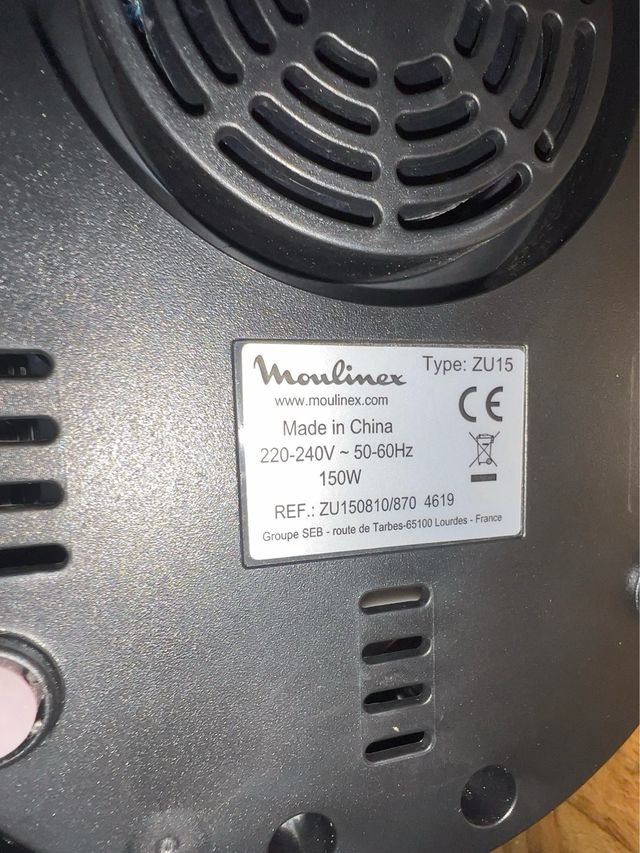 Moulinex Type: ZU15
www.moulinex.com
CE
Made in China
220-240V ~ 50-60Hz
150W
REF.: ZU150810/870 4619
Groupe SEB - route de Tarbes-65100 Lourdes - France